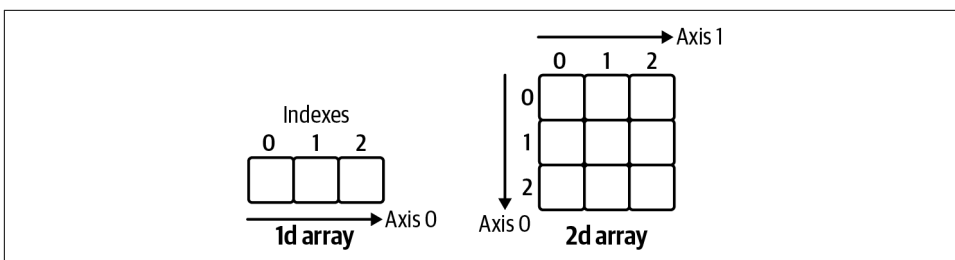 Indexes
0 1 2
Axis 0
1d array
Axis 1
0 1 2
0
1
2
Axis 0
2d array